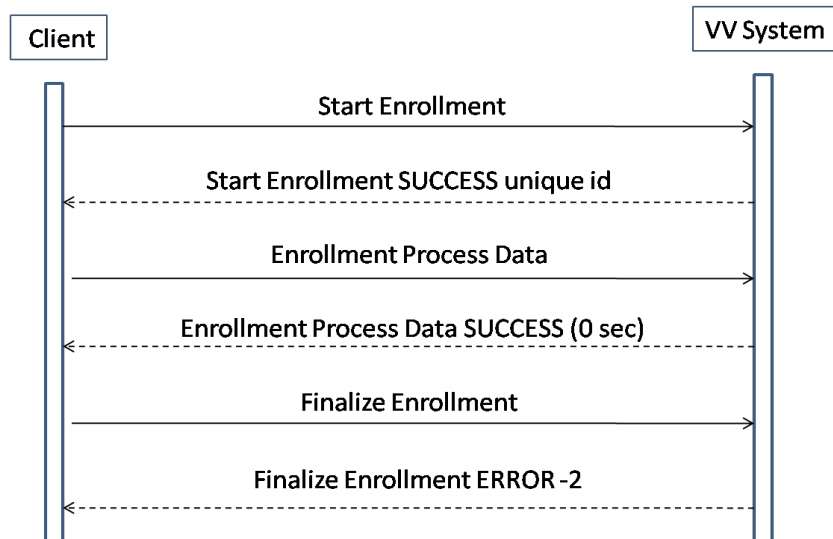 Client
VV System
Start Enrollment
Start Enrollment SUCCESS unique id
Enrollment Process Data
Enrollment Process Data SUCCESS (0 sec)
Finalize Enrollment
Finalize Enrollment ERROR -2